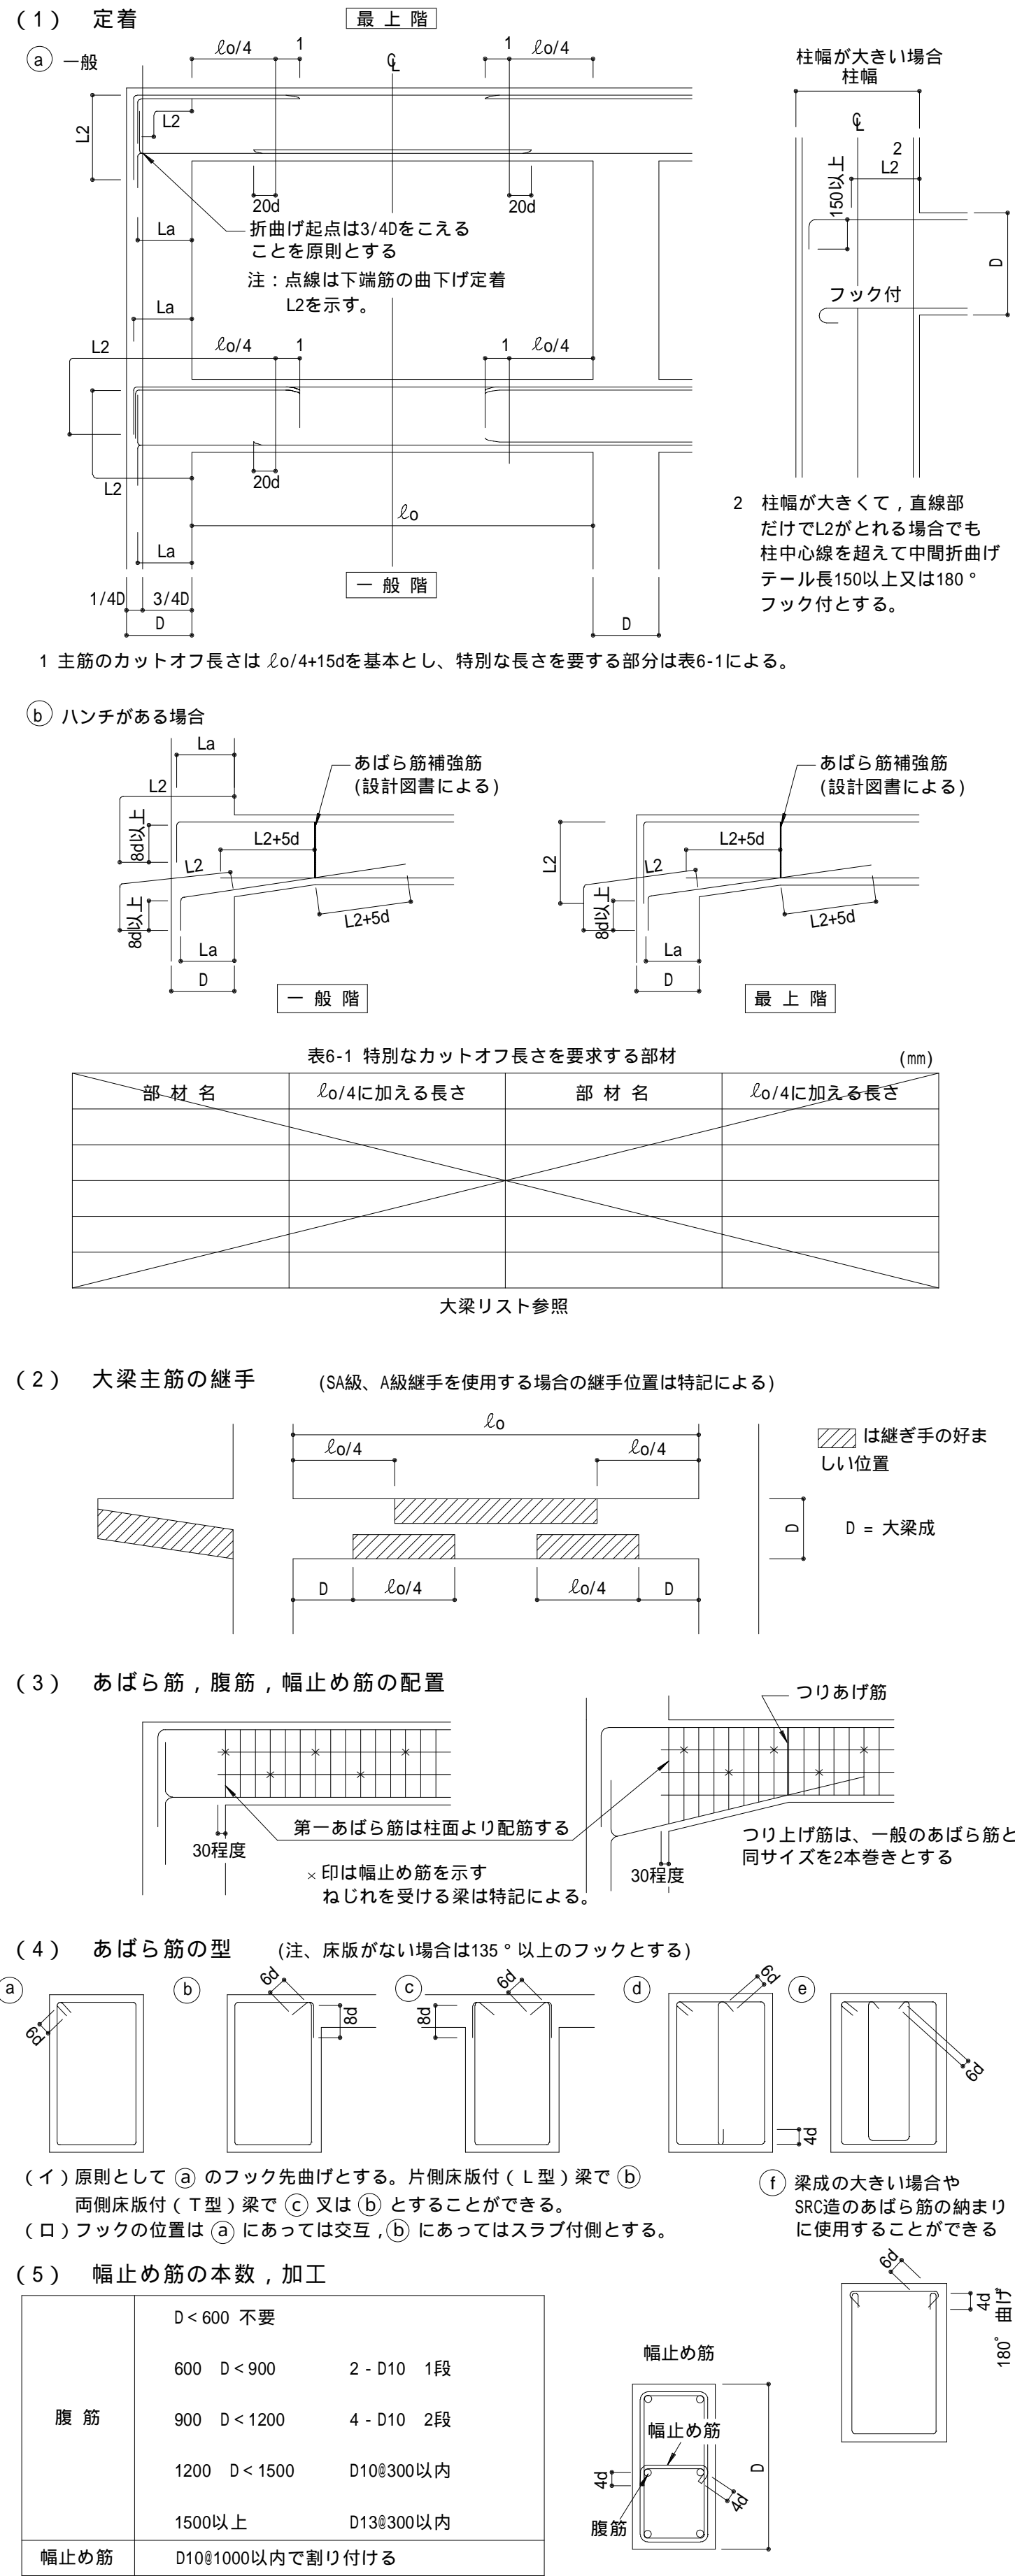 (1) 定着
最上階
ⓐ 一般
ℓo/4 1
1 ℓo/4
℄
L2
L2
20d
20d
La
折曲げ起点は3/4Dをこえる
ことを原則とする
注：点線は下端筋の曲下げ定着
L2を示す。
La
L2
ℓo/4 1
1 ℓo/4
L2
20d
ℓo
La
一般階
1/4D 3/4D
D
D
柱幅が大きい場合
柱幅
℄
2
L2
150以上
D
フック付
2 柱幅が大きくて，直線部
だけでL2がとれる場合でも
柱中心線を超えて中間折曲げ
テール長150以上又は180°
フック付とする。
1 主筋のカットオフ長さは ℓo/4+15dを基本とし、特別な長さを要する部分は表6-1による。
ⓑ ハンチがある場合
La
L2
8d以上
L2
8d以上
あばら筋補強筋
(設計図書による)
L2+5d
L2+5d
La
D
一般階
L2
L2
8d以上
あばら筋補強筋
(設計図書による)
L2+5d
L2+5d
La
D
最上階
表6-1 特別なカットオフ長さを要求する部材 (mm)
部材名 ℓo/4に加える長さ 部材名 ℓo/4に加える長さ
大梁リスト参照
(2) 大梁主筋の継手 (SA級、A級継手を使用する場合の継手位置は特記による)
ℓo
ℓo/4 ℓo/4
は継ぎ手の好ま
しい位置
D
D = 大梁成
D ℓo/4 ℓo/4 D
(3) あばら筋，腹筋，幅止め筋の配置
つりあげ筋
第一あばら筋は柱面より配筋する
30程度
×印は幅止め筋を示す
ねじれを受ける梁は特記による。
30程度
つり上げ筋は、一般のあばら筋と
同サイズを2本巻きとする
(4) あばら筋の型 (注、床版がない場合は135°以上のフックとする)
ⓐ
6d
ⓑ
6d
8d
ⓒ
6d
8d
ⓓ
6d
4d
ⓔ
6d
(イ) 原則として ⓐ のフック先曲げとする。片側床版付(L型)梁で ⓑ
両側床版付(T型)梁で ⓒ 又は ⓑ とすることができる。
(ロ) フックの位置は ⓐ にあっては交互，ⓑ にあってはスラブ付側とする。
ⓕ 梁成の大きい場合や
SRC造のあばら筋の納まり
に使用することができる
6d
4d
180°曲げ
(5) 幅止め筋の本数，加工
腹筋
D<600 不要
600 D<900 2-D10 1段
900 D<1200 4-D10 2段
1200 D<1500 D10@300以内
1500以上 D13@300以内
幅止め筋 D10@1000以内で割り付ける
幅止め筋
幅止め筋
4d
4d
D
腹筋